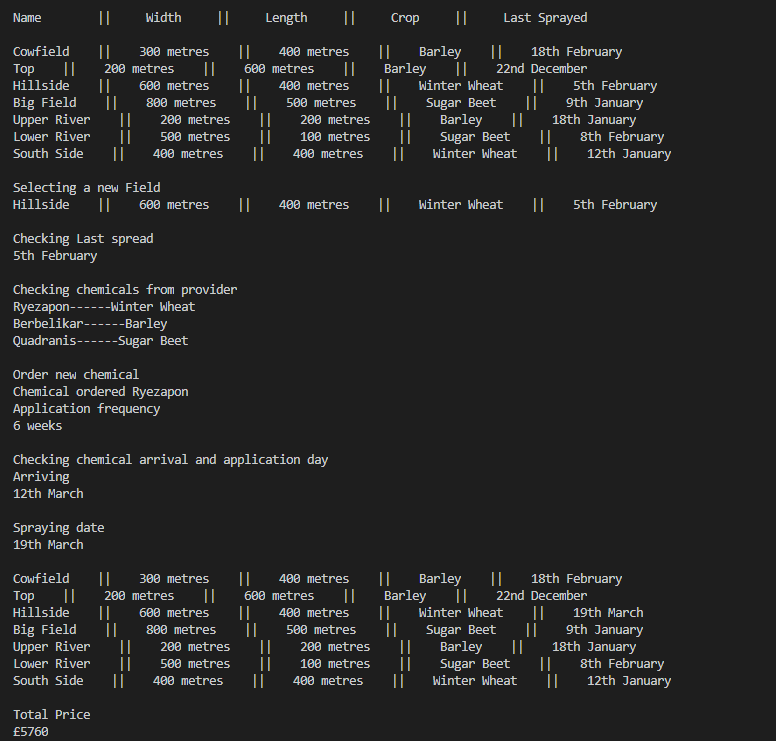 Name || Width || Length || Crop || Last Sprayed
Cowfield || 300 metres || 400 metres || Barley || 18th February
Top || 200 metres || 600 metres || Barley || 22nd December
Hillside || 600 metres || 400 metres || Winter Wheat || 5th February
Big Field || 800 metres || 500 metres || Sugar Beet || 9th January
Upper River || 200 metres || 200 metres || Barley || 18th January
Lower River || 500 metres || 100 metres || Sugar Beet || 8th February
South Side || 400 metres || 400 metres || Winter Wheat || 12th January
Selecting a new Field
Hillside || 600 metres || 400 metres || Winter Wheat || 5th February
Checking Last spread
5th February
Checking chemicals from provider
Ryezapon------Winter Wheat
Berbelikar------Barley
Quadranis------Sugar Beet
Order new chemical
Chemical ordered Ryezapon
Application frequency
6 weeks
Checking chemical arrival and application day
Arriving
12th March
Spraying date
19th March
Cowfield || 300 metres || 400 metres || Barley || 18th February
Top || 200 metres || 600 metres || Barley || 22nd December
Hillside || 600 metres || 400 metres || Winter Wheat || 19th March
Big Field || 800 metres || 500 metres || Sugar Beet || 9th January
Upper River || 200 metres || 200 metres || Barley || 18th January
Lower River || 500 metres || 100 metres || Sugar Beet || 8th February
South Side || 400 metres || 400 metres || Winter Wheat || 12th January
Total Price
£5760